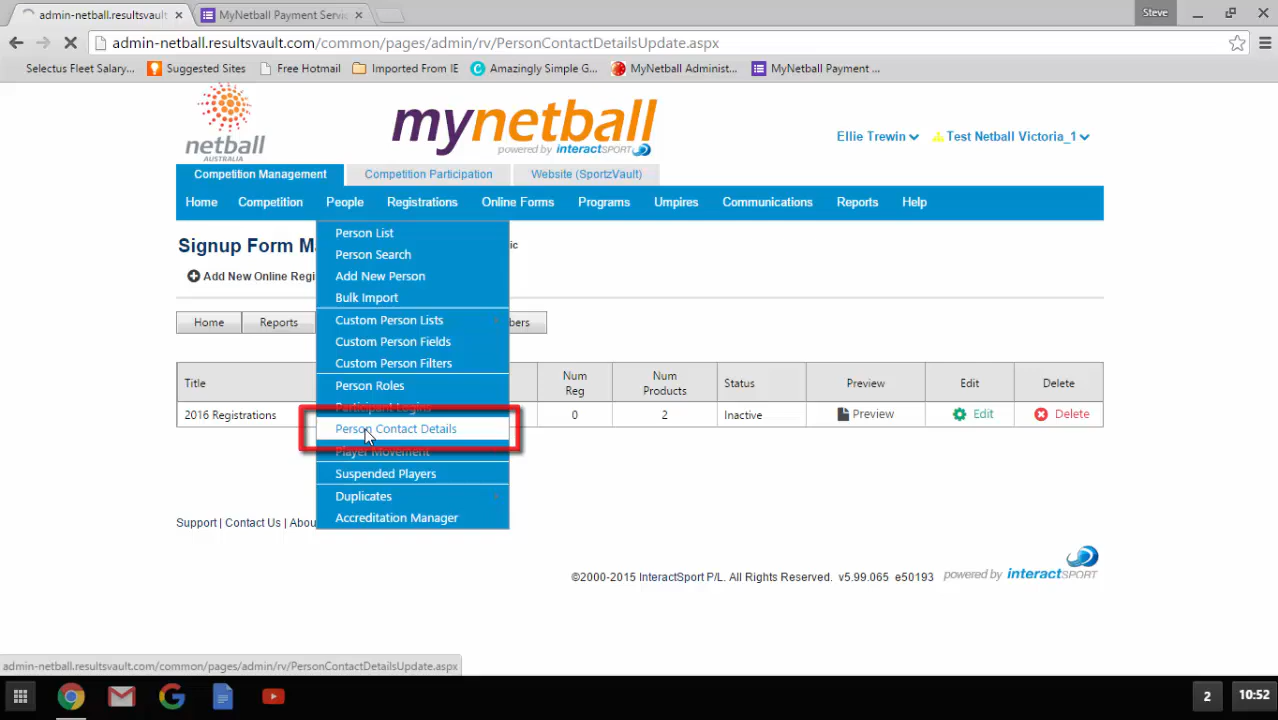 admin-netball.resultsvault
MyNetball Payment Servic
Steve
admin-netball.resultsvault.com/common/pages/admin/rv/PersonContactDetailsUpdate.aspx
Selectus Fleet Salary... Suggested Sites Free Hotmail Imported From IE Amazingly Simple G... MyNetball Administ... MyNetball Payment ...
netball
AUSTRALIA
mynetball
powered by interactSPORT
Ellie Trewin
Test Netball Victoria_1
Competition Management Competition Participation Website (SportzVault)
Home Competition People Registrations Online Forms Programs Umpires Communications Reports Help
Signup Form M
ic
Add New Online Regi
Home Reports
bers
Person List
Person Search
Add New Person
Bulk Import
Custom Person Lists
Custom Person Fields
Custom Person Filters
Person Roles
Participant Logins
Person Contact Details
Player Movement
Suspended Players
Duplicates
Accreditation Manager
Title Num Reg Num Products Status Preview Edit Delete
2016 Registrations 0 2 Inactive Preview Edit Delete
Support | Contact Us | Abou
©2000-2015 InteractSport P/L. All Rights Reserved. v5.99.065 e50193 powered by interactSPORT
admin-netball.resultsvault.com/common/pages/admin/rv/PersonContactDetailsUpdate.aspx
2 10:52